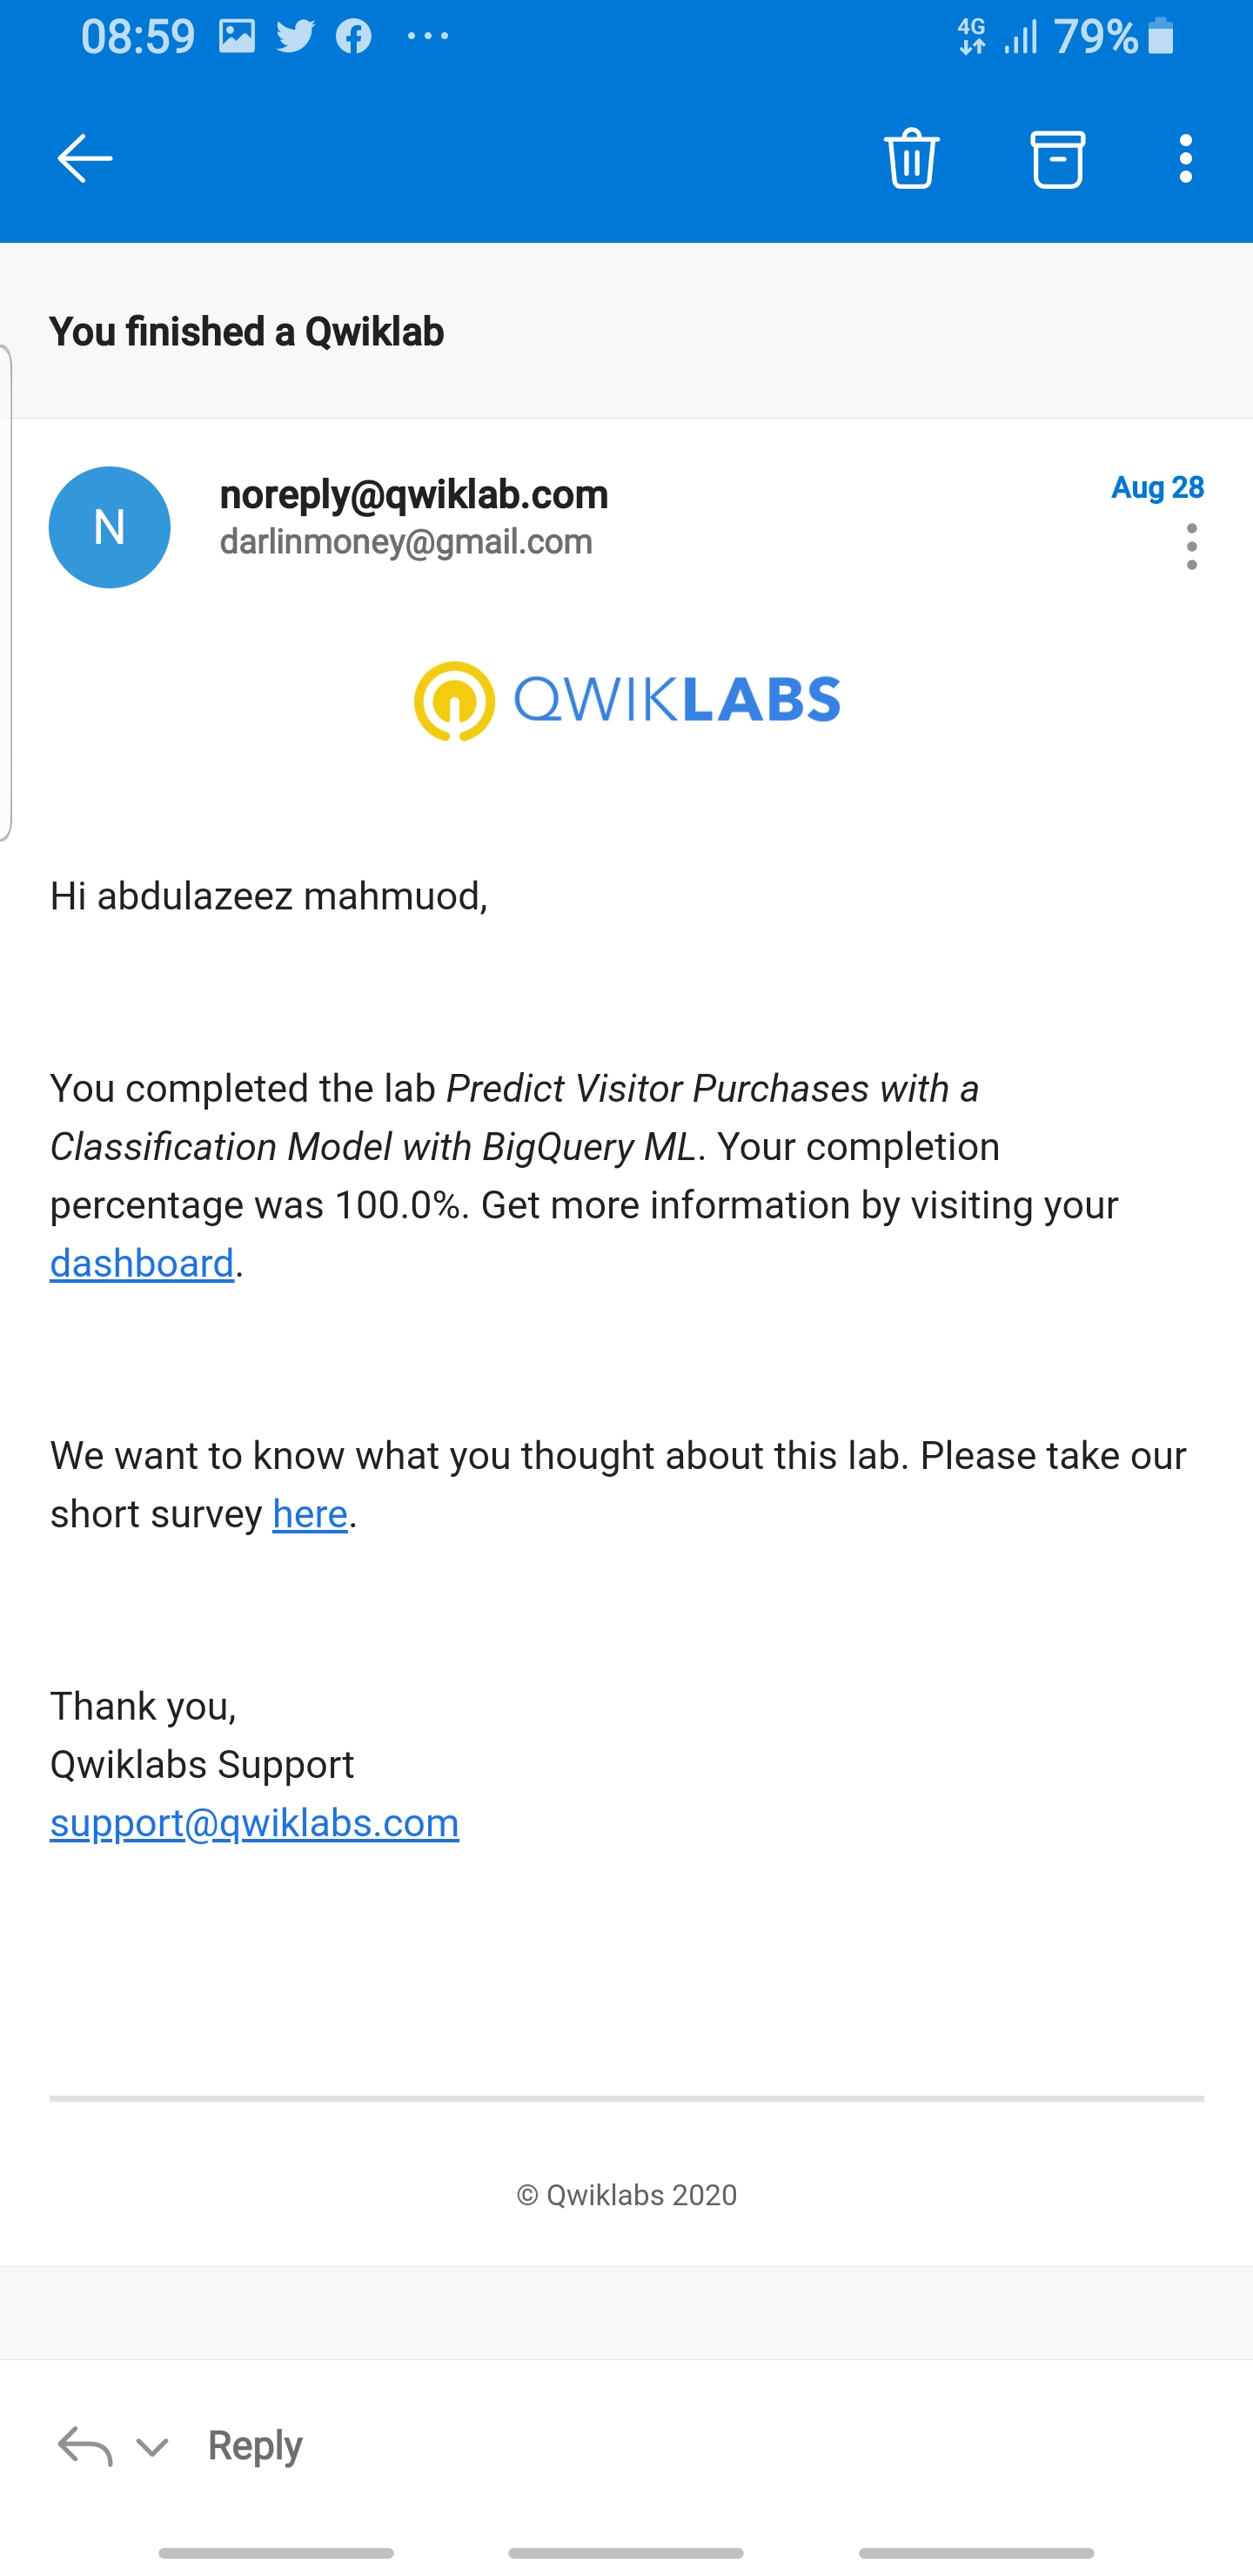 08:59
4G
79%
You finished a Qwiklab
N
noreply@qwiklab.com
Aug 28
darlinmoney@gmail.com
QWIKLABS
Hi abdulazeez mahmuod,
You completed the lab Predict Visitor Purchases with a
Classification Model with BigQuery ML. Your completion
percentage was 100.0%. Get more information by visiting your
dashboard.
We want to know what you thought about this lab. Please take our
short survey here.
Thank you,
Qwiklabs Support
support@qwiklabs.com
© Qwiklabs 2020
Reply